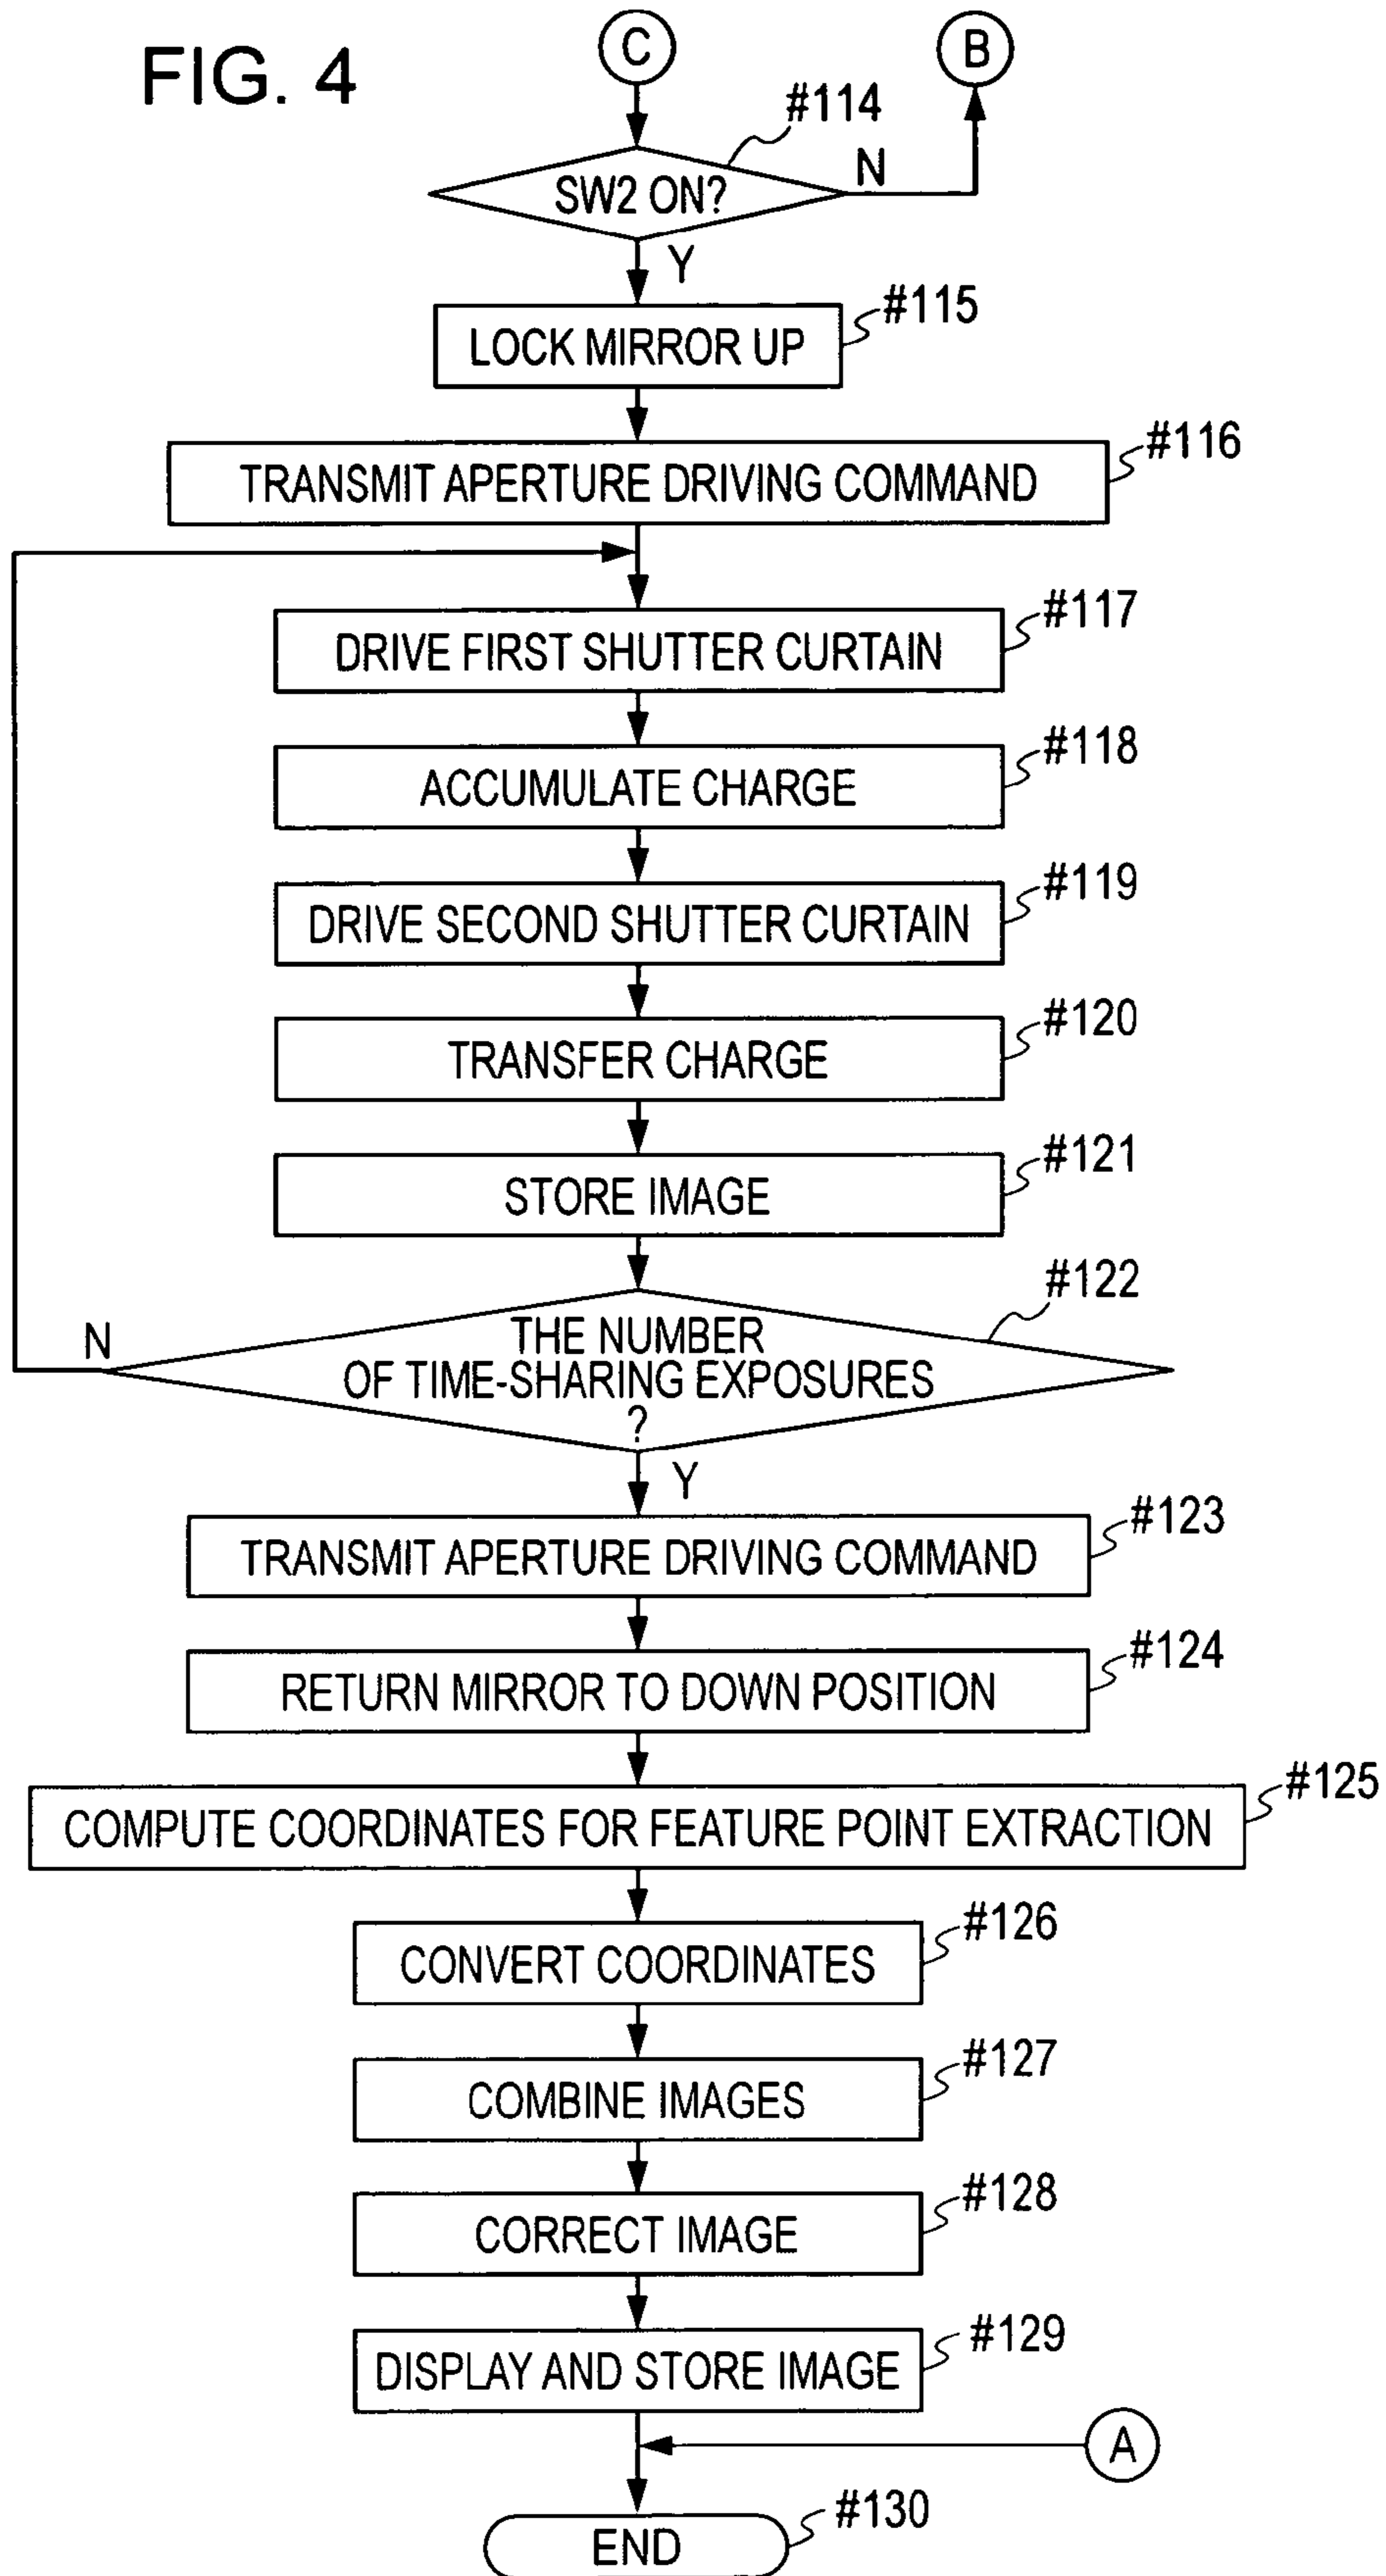 FIG. 4
C
B
#114
SW2 ON?
N
Y
#115
LOCK MIRROR UP
#116
TRANSMIT APERTURE DRIVING COMMAND
#117
DRIVE FIRST SHUTTER CURTAIN
#118
ACCUMULATE CHARGE
#119
DRIVE SECOND SHUTTER CURTAIN
#120
TRANSFER CHARGE
#121
STORE IMAGE
#122
THE NUMBER
OF TIME-SHARING EXPOSURES
?
N
Y
#123
TRANSMIT APERTURE DRIVING COMMAND
#124
RETURN MIRROR TO DOWN POSITION
#125
COMPUTE COORDINATES FOR FEATURE POINT EXTRACTION
#126
CONVERT COORDINATES
#127
COMBINE IMAGES
#128
CORRECT IMAGE
#129
DISPLAY AND STORE IMAGE
A
#130
END